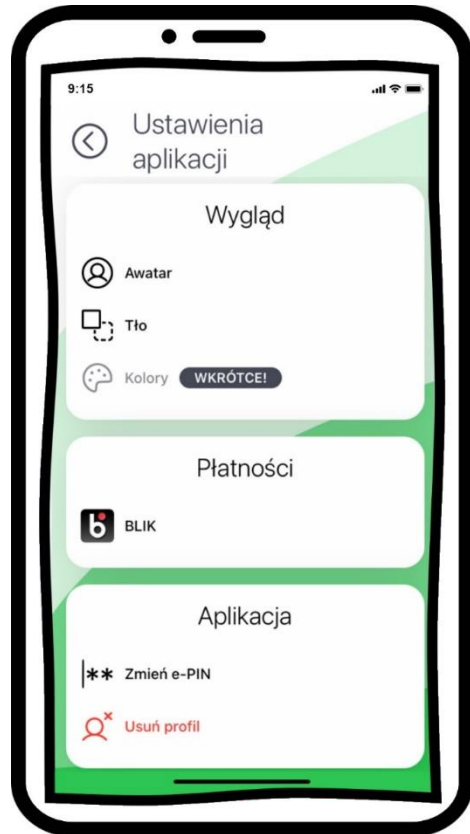 9:15
Ustawienia
aplikacji
Wygląd
Awatar
Tło
Kolory WKRÓTCE!
Płatności
BLIK
Aplikacja
Zmień e-PIN
Usuń profil